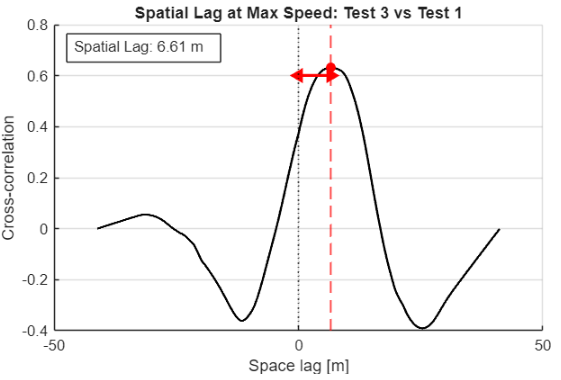 Spatial Lag at Max Speed: Test 3 vs Test 1
Spatial Lag: 6.61 m
Cross-correlation
0.8
0.6
0.4
0.2
0
-0.2
-0.4
-50
0
50
Space lag [m]